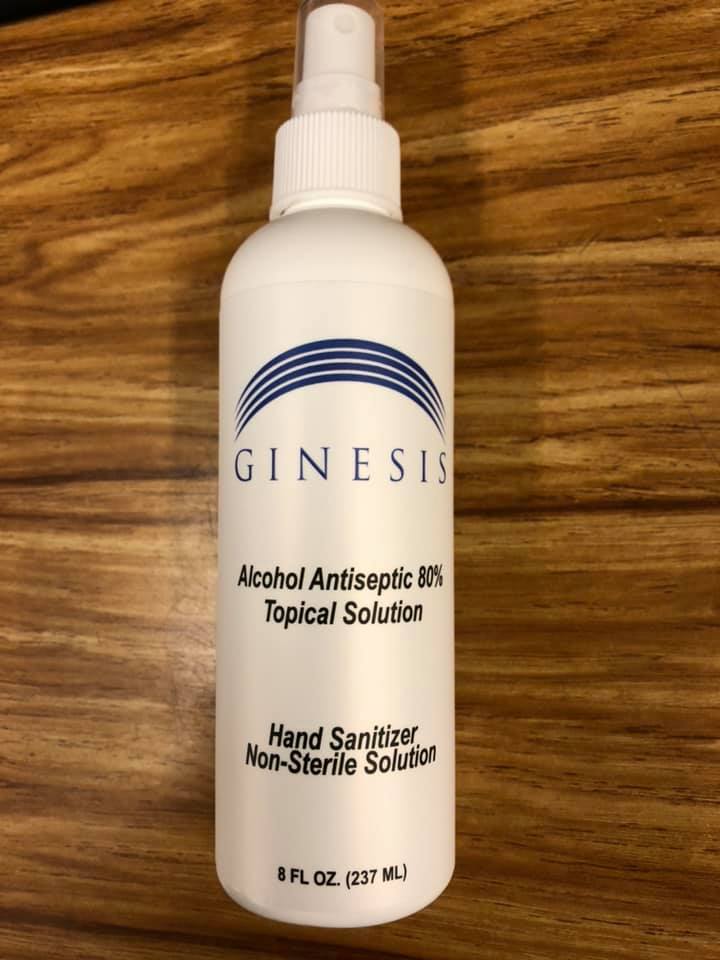 GINESIS
Alcohol Antiseptic 80%
Topical Solution
Hand Sanitizer
Non-Sterile Solution
8 FL OZ. (237 ML)